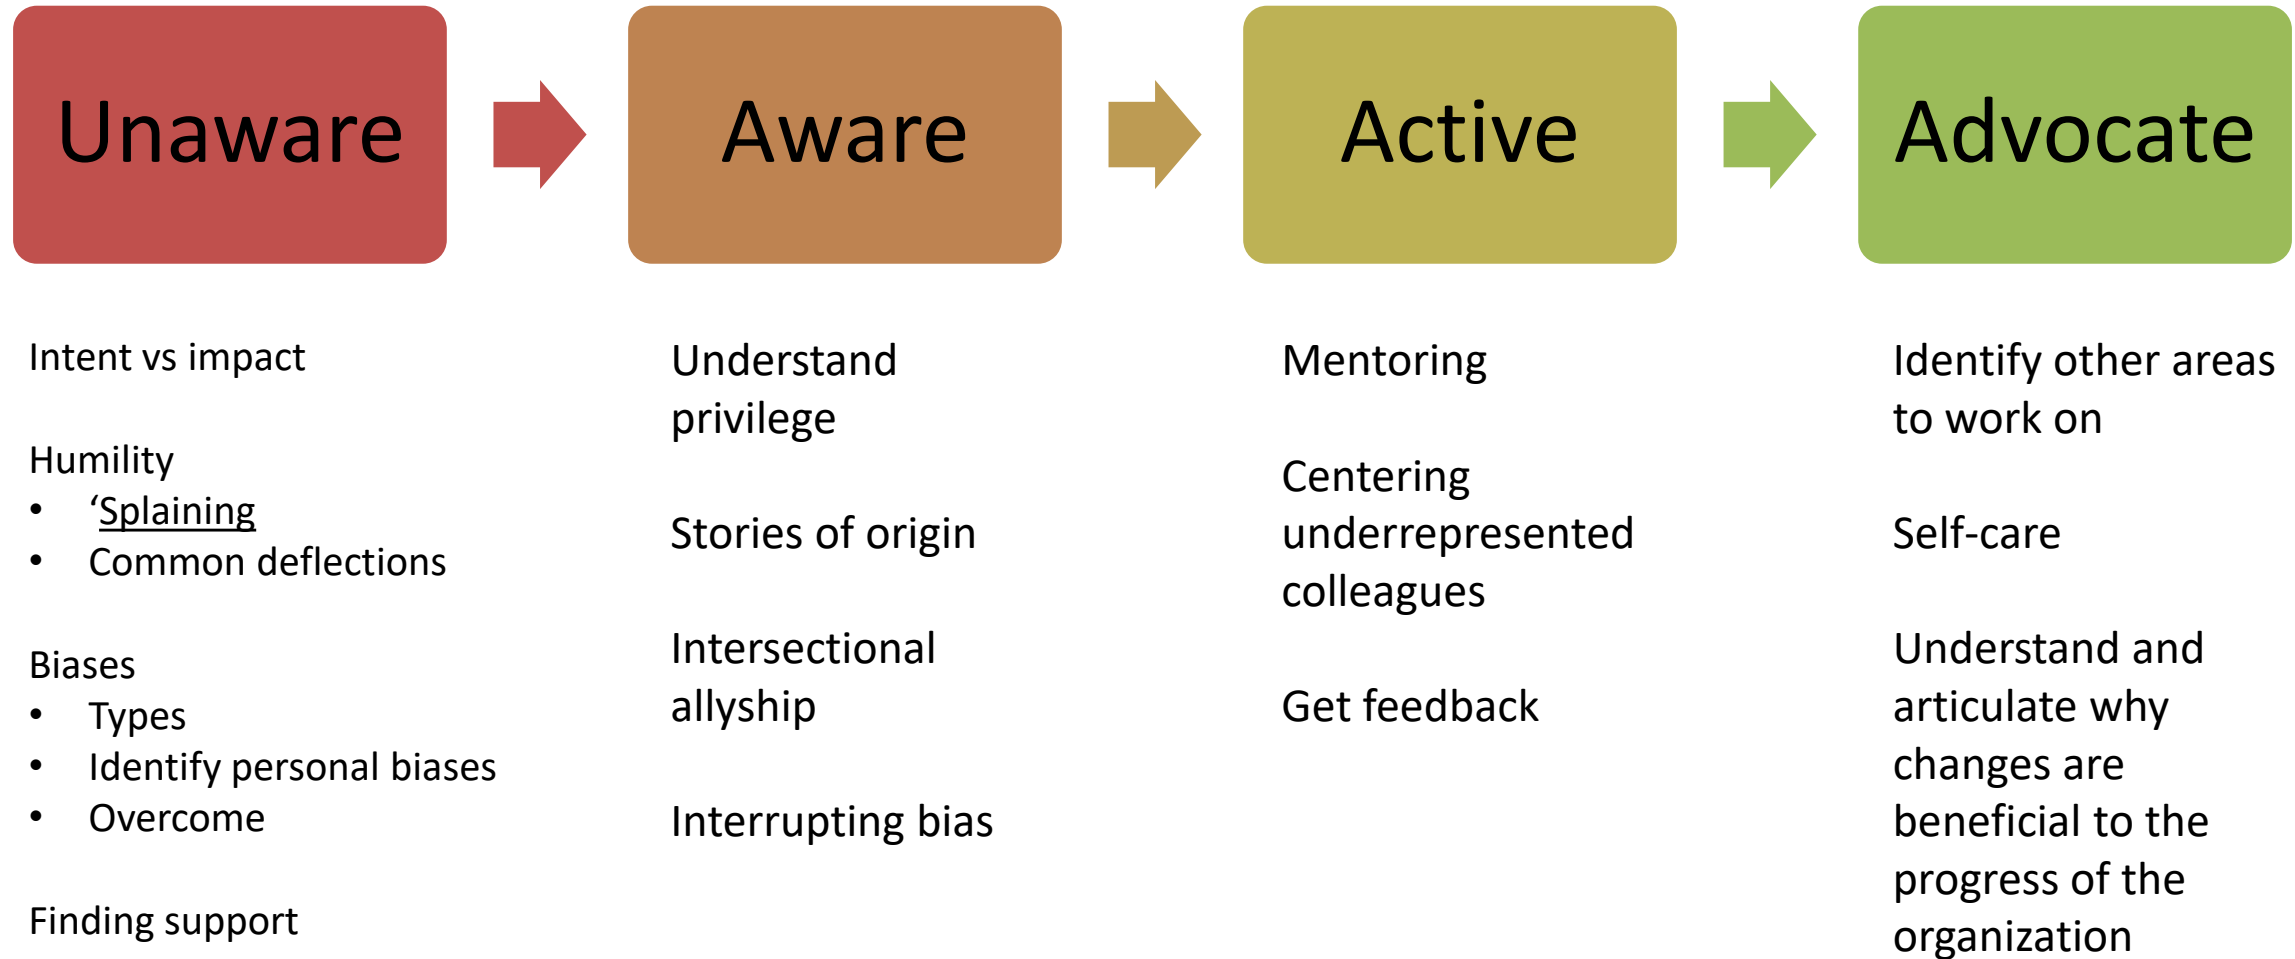 Unaware
Aware
Active
Advocate
Intent vs impact
Humility
• ‘Splaining
• Common deflections
Biases
• Types
• Identify personal biases
• Overcome
Finding support
Understand
privilege
Stories of origin
Intersectional
allyship
Interrupting bias
Mentoring
Centering
underrepresented
colleagues
Get feedback
Identify other areas
to work on
Self-care
Understand and
articulate why
changes are
beneficial to the
progress of the
organization